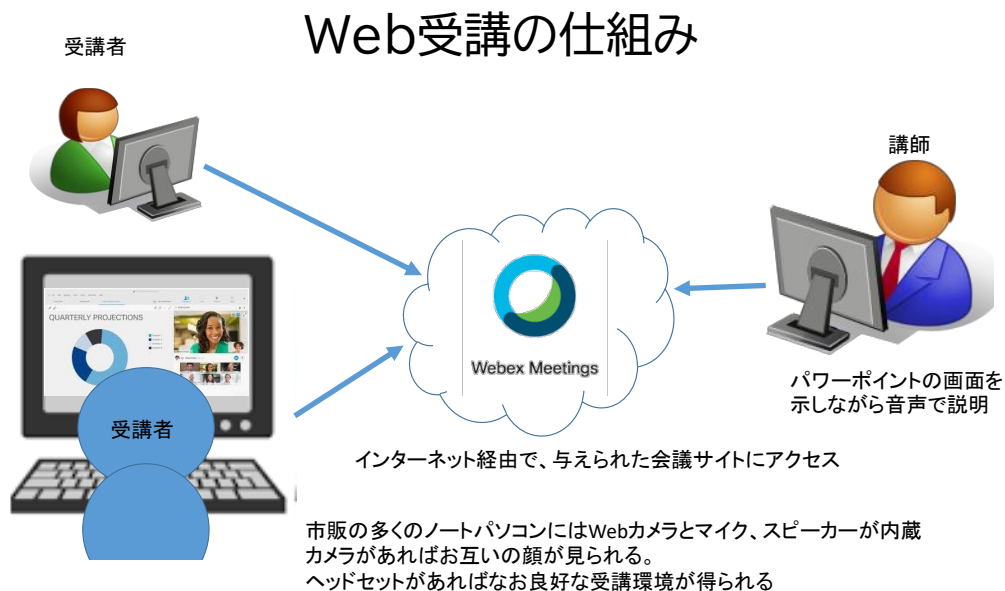 Web受講の仕組み
受講者
講師
QUARTERLY PROJECTIONS
Webex Meetings
受講者
パワーポイントの画面を
示しながら音声で説明
インターネット経由で、与えられた会議サイトにアクセス
市販の多くのノートパソコンにはWebカメラとマイク、スピーカーが内蔵
カメラがあればお互いの顔が見られる。
ヘッドセットがあればなお良好な受講環境が得られる